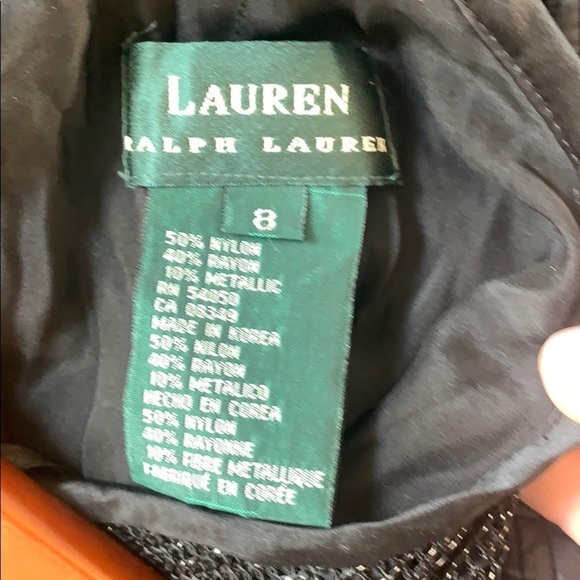 LAUREN
RALPH LAUREN
8
50% NYLON
40% RAYON
10% METALLIC
RN 54050
CA 08349
MADE IN KOREA
50% NILON
40% RAYON
10% METALICO
HECHO EN COREA
50% NYLON
40% RAYONNE
10% FIBRE METALLIQUE
FABRIQUÉ EN CORÉE